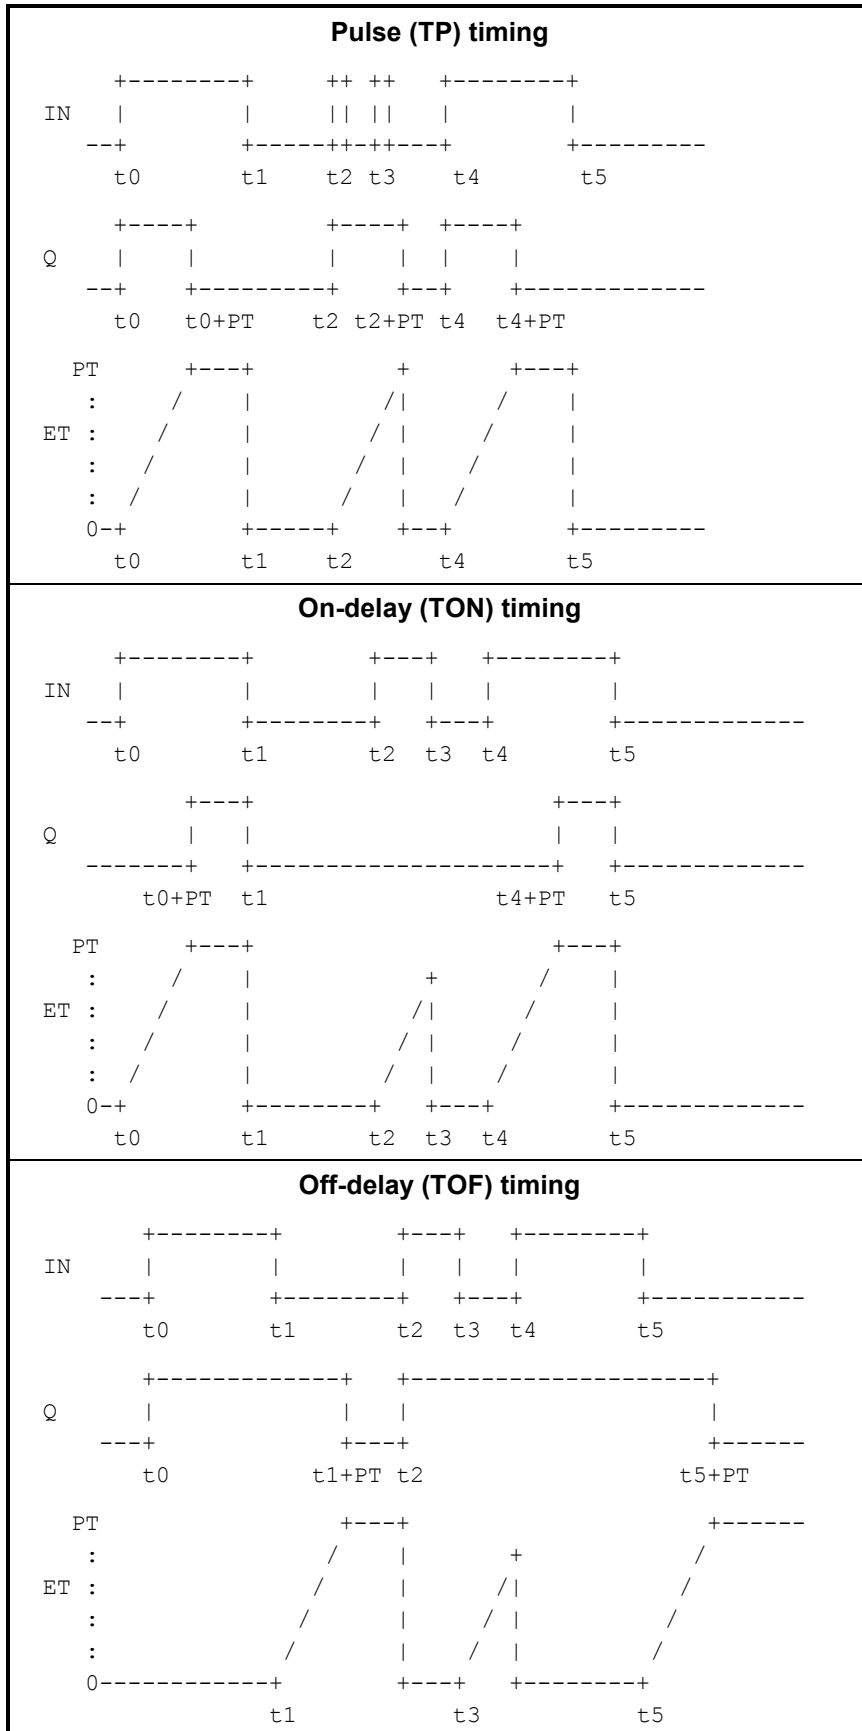 Pulse (TP) timing
     +--------+     ++ ++   +--------+
IN   |        |     || ||   |        |
   --+        +-----++-++---+        +---------
     t0       t1    t2 t3    t4       t5
     +----+         +----+  +----+
Q    |    |         |    |  |    |
   --+    +---------+    +--+    +-------------
     t0   t0+PT    t2 t2+PT t4  t4+PT
  PT      +---+          +       +---+
   :     /    |         /|      /    |
ET :    /     |        / |     /     |
   :   /      |       /  |    /      |
   :  /       |      /   |   /       |
   0-+        +-----+    +--+        +---------
     t0       t1    t2      t4       t5
On-delay (TON) timing
     +--------+        +---+   +--------+
IN   |        |        |   |   |        |
   --+        +--------+   +---+        +-------------
     t0       t1       t2  t3  t4       t5
          +---+                     +---+
Q         |   |                     |   |
   -------+   +---------------------+   +-------------
       t0+PT  t1                t4+PT   t5
  PT      +---+                     +---+
   :     /    |            +       /    |
ET :    /     |           /|      /     |
   :   /      |          / |     /      |
   :  /       |         /  |    /       |
   0-+        +--------+   +---+        +-------------
     t0       t1       t2  t3  t4       t5
Off-delay (TOF) timing
       +--------+        +---+   +--------+
IN     |        |        |   |   |        |
    ---+        +--------+   +---+        +-----------
       t0       t1       t2  t3  t4       t5
       +-------------+   +---------------------+
Q      |             |   |                     |
    ---+             +---+                     +------
       t0          t1+PT t2                  t5+PT
  PT                 +---+                     +------
   :                /    |       +            /
ET :               /     |      /|           /
   :              /      |     / |          /
   :             /       |    /  |         /
   0------------+        +---+   +--------+
                t1           t3           t5